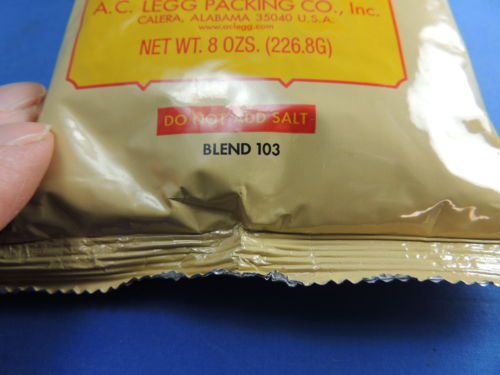 A.C. LEGG PACKING CO., Inc.
CALERA, ALABAMA 35040 U.S.A.
www.aclegg.com
NET WT. 8 OZS. (226.8G)
DO NOT ADD SALT
BLEND 103